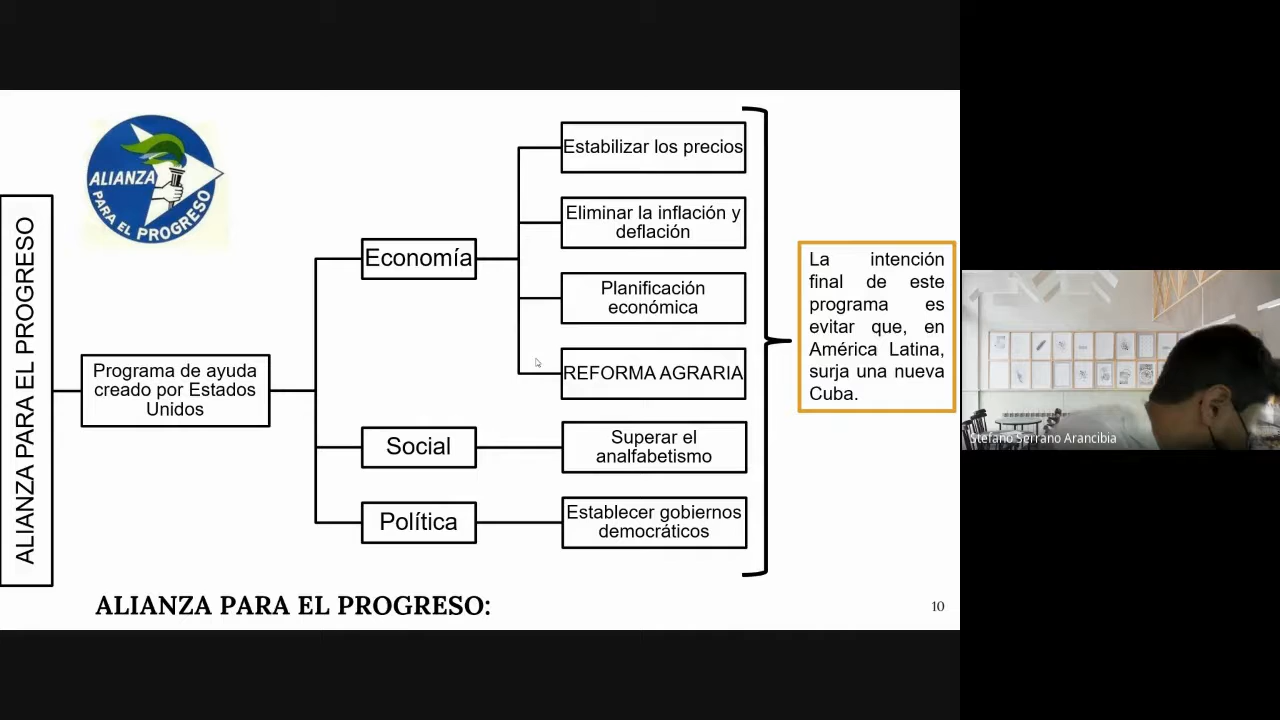 ALIANZA
PARA EL PROGRESO
ALIANZA PARA EL PROGRESO
Programa de ayuda
creado por Estados
Unidos
Economía
Social
Política
Estabilizar los precios
Eliminar la inflación y
deflación
Planificación
económica
REFORMA AGRARIA
Superar el
analfabetismo
Establecer gobiernos
democráticos
La intención
final de este
programa es
evitar que, en
América Latina,
surja una nueva
Cuba.
ALIANZA PARA EL PROGRESO:
10
Stefano Serrano Arancibia